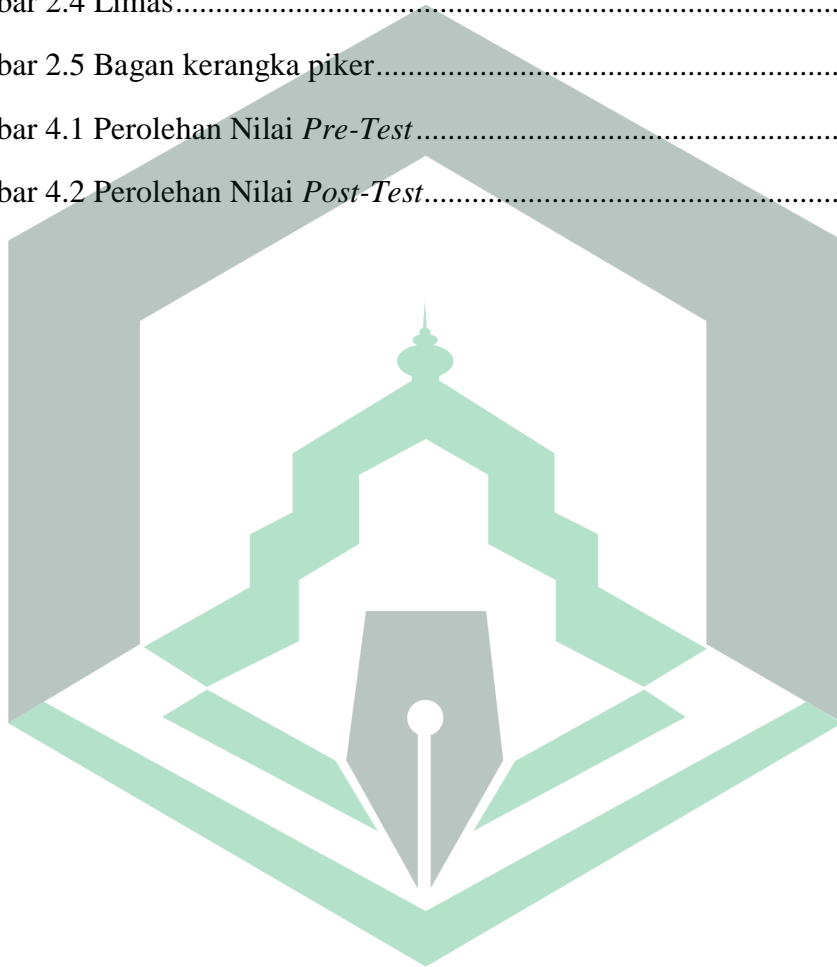 bar 2.4 Limas........................................................................................
bar 2.5 Bagan kerangka piker................................................................
bar 4.1 Perolehan Nilai Pre-Test...........................................................
bar 4.2 Perolehan Nilai Post-Test..........................................................